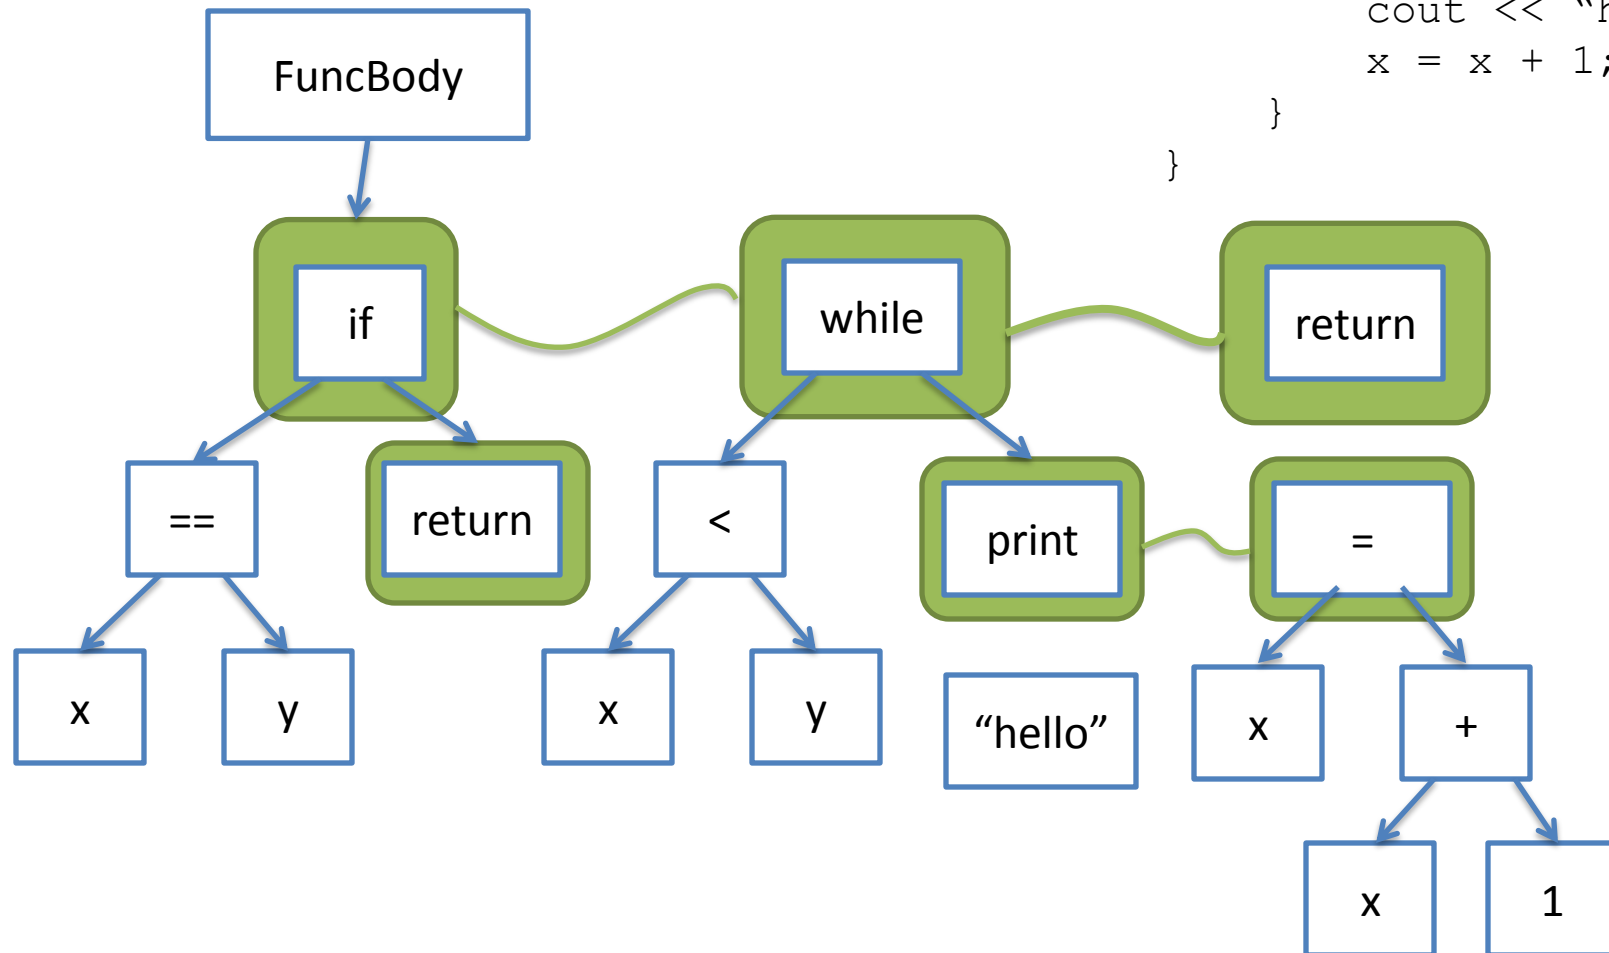 cout << “h
x = x + 1;
}
}
FuncBody
if
while
return
==
return
<
print
=
x
y
x
y
“hello”
x
+
x
1